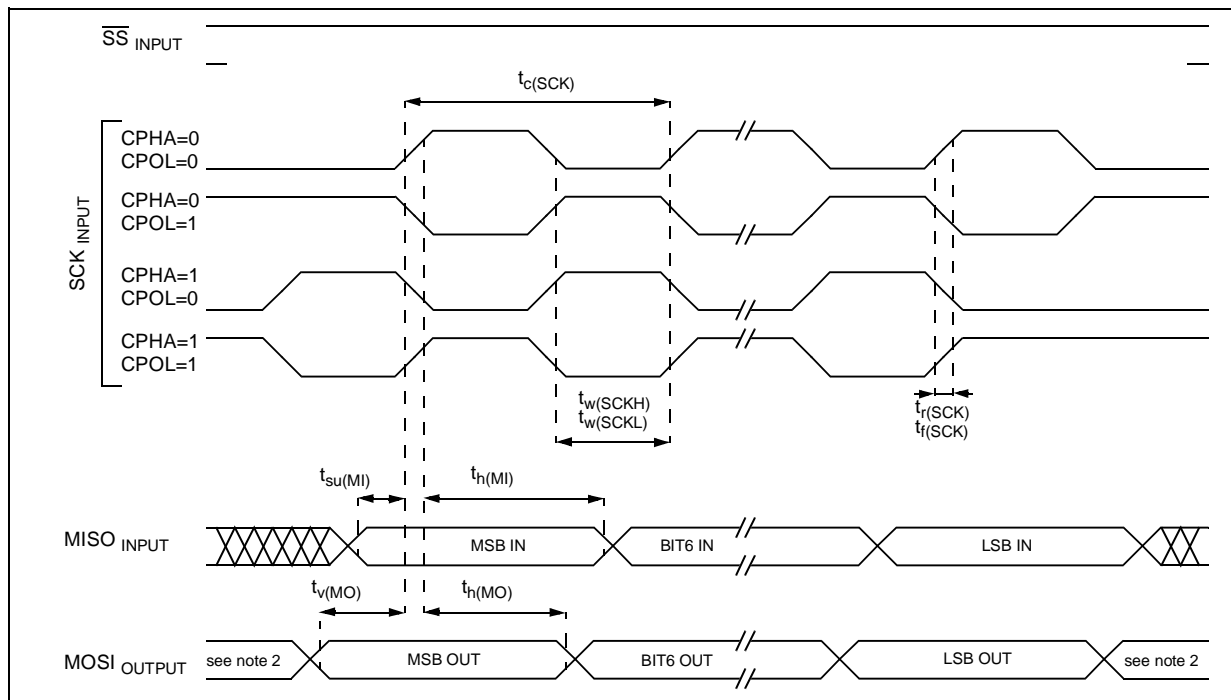 SS INPUT
tc(SCK)
SCK INPUT
CPHA=0
CPOL=0
CPHA=0
CPOL=1
CPHA=1
CPOL=0
CPHA=1
CPOL=1
tw(SCKH)
tw(SCKL)
tr(SCK)
tf(SCK)
tsu(MI)
th(MI)
MISO INPUT
MSB IN
BIT6 IN
LSB IN
tv(MO)
th(MO)
MOSI OUTPUT
see note 2
MSB OUT
BIT6 OUT
LSB OUT
see note 2